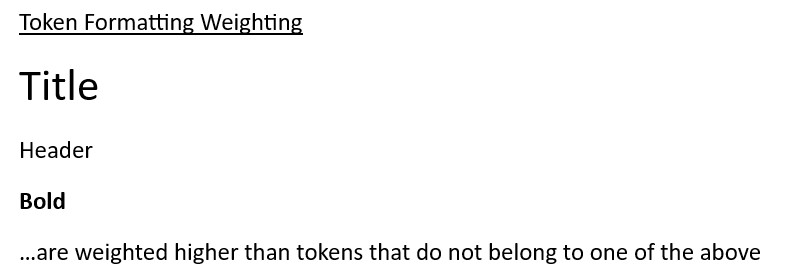 Token Formatting Weighting
Title
Header
Bold
…are weighted higher than tokens that do not belong to one of the above